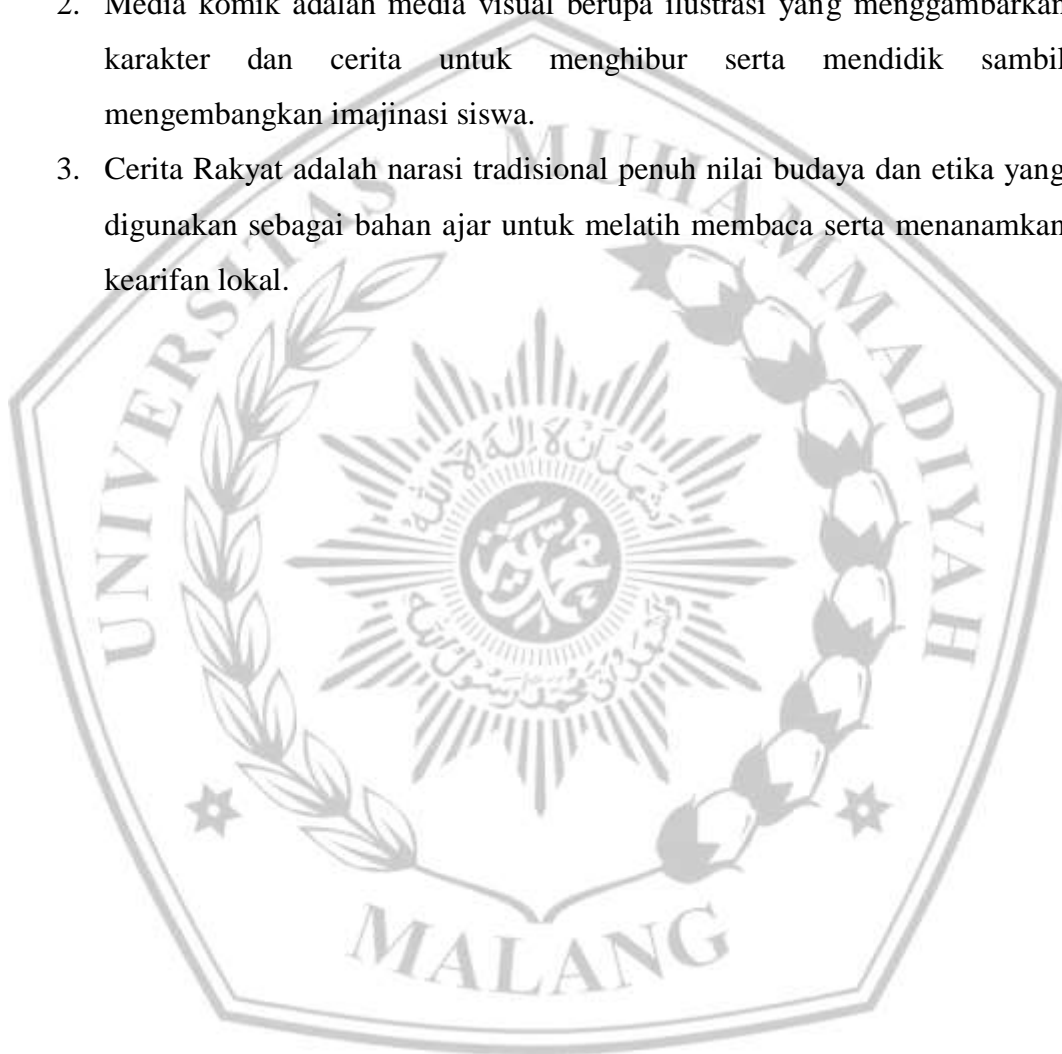 2. Media komik adalah media visual berupa ilustrasi yang menggambarkan
karakter dan cerita untuk menghibur serta mendidik sambil
mengembangkan imajinasi siswa.
3. Cerita Rakyat adalah narasi tradisional penuh nilai budaya dan etika yang
digunakan sebagai bahan ajar untuk melatih membaca serta menanamkan
kearifan lokal.
UNIVERSITAS MUHAMMADIYAH
MALANG